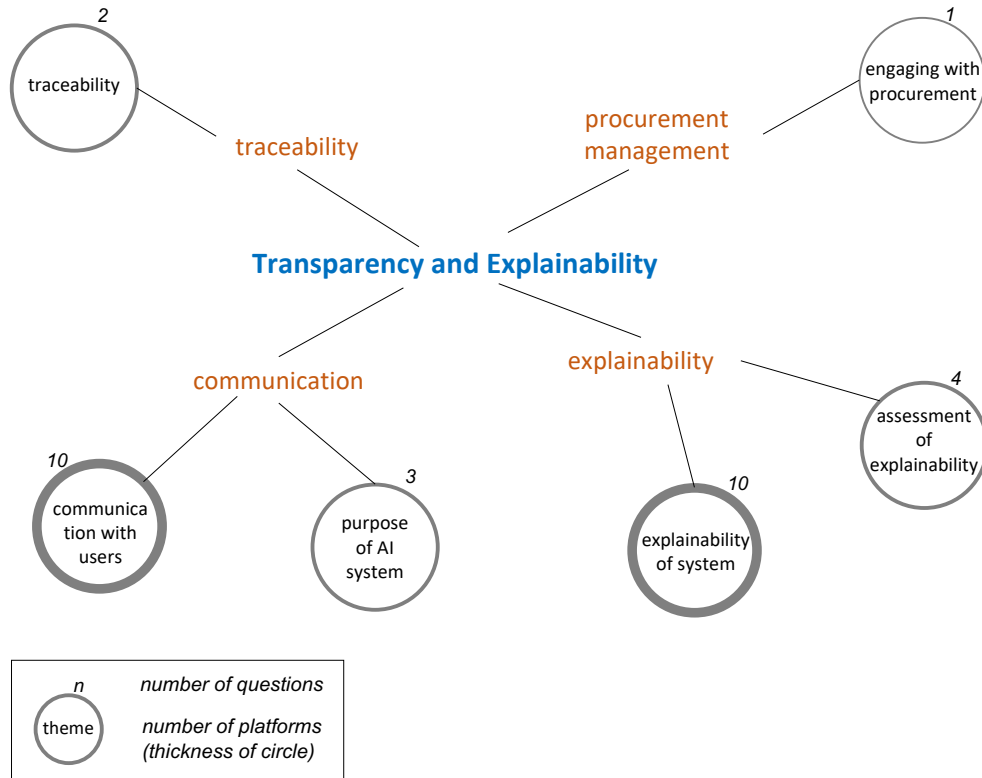 2
traceability
1
engaging with
procurement
traceability
procurement
management
Transparency and Explainability
communication
explainability
10
communica
tion with
users
3
purpose
of AI
system
10
explainability
of system
4
assessment
of
explainability
n
theme
number of questions
number of platforms
(thickness of circle)